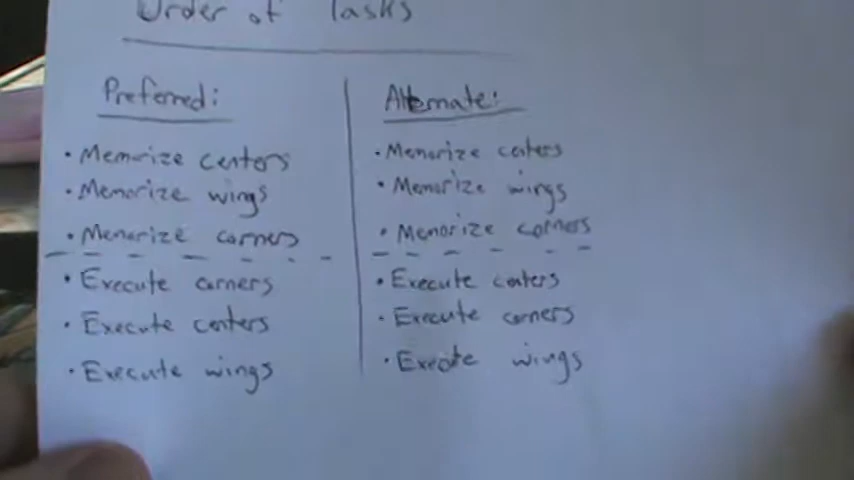 Order of Tasks
Preferred:
• Memorize centers
• Memorize wings
• Memorize corners
• Execute corners
• Execute centers
• Execute wings
Alternate:
• Memorize centers
• Memorize wings
• Memorize corners
• Execute centers
• Execute corners
• Execute wings